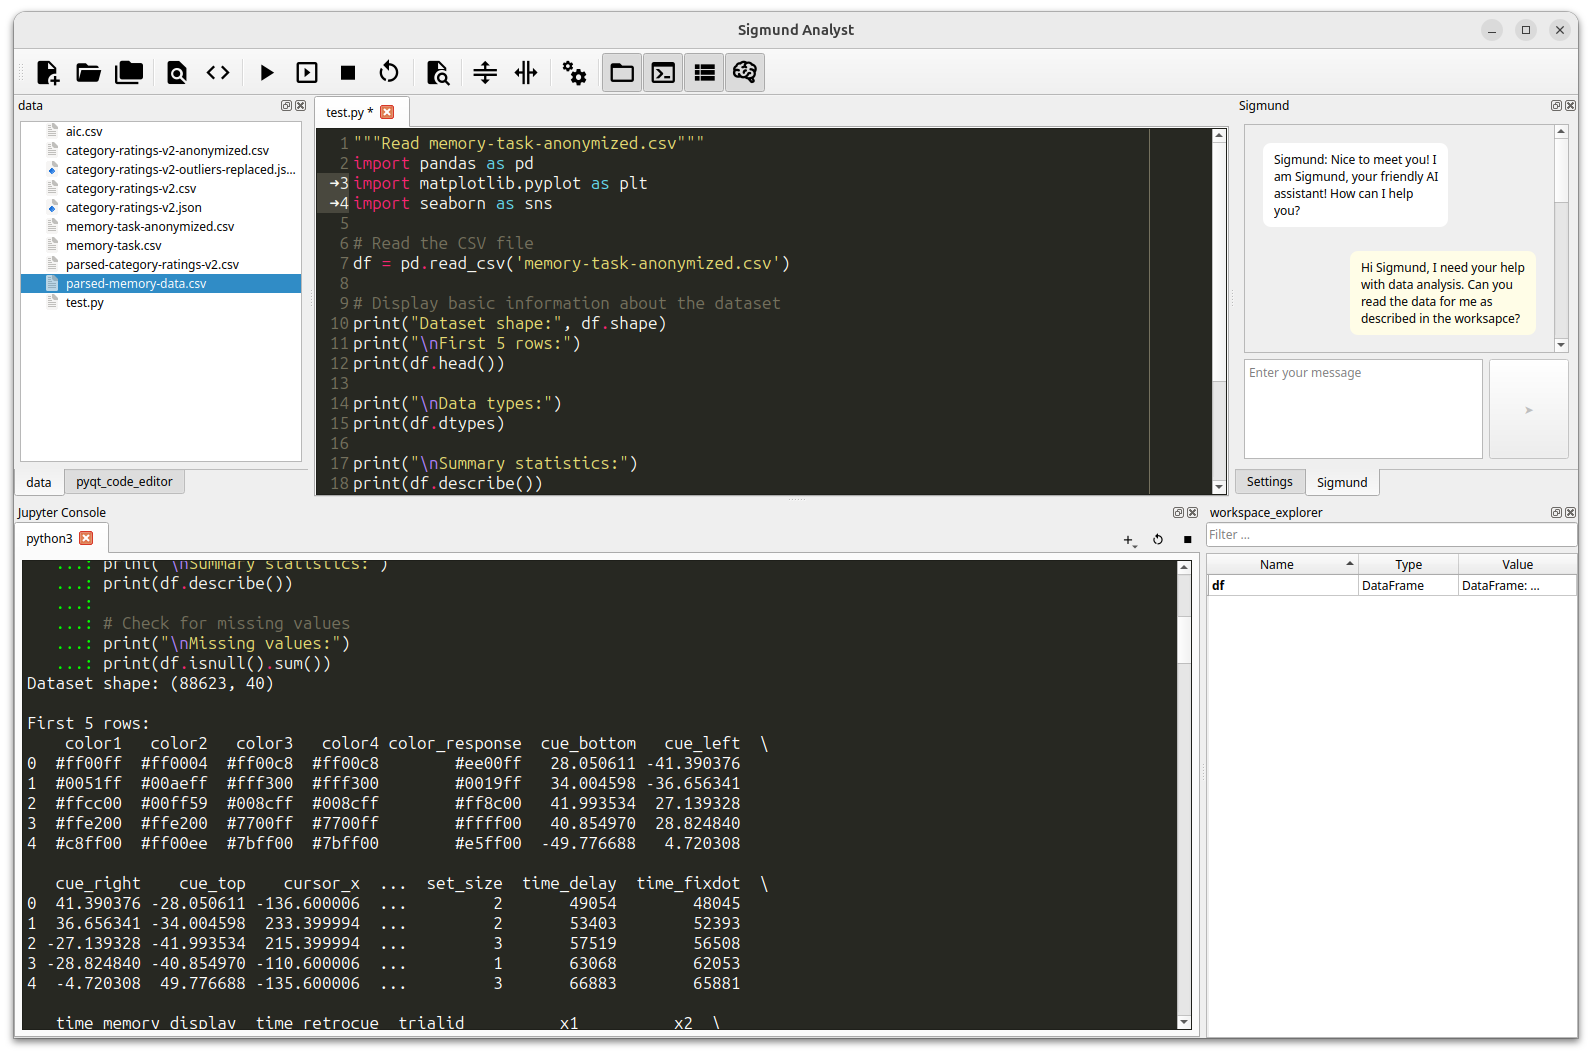 Sigmund Analyst
data
aic.csv
category-ratings-v2-anonymized.csv
category-ratings-v2-outliers-replaced.js...
category-ratings-v2.csv
category-ratings-v2.json
memory-task-anonymized.csv
memory-task.csv
parsed-category-ratings-v2.csv
parsed-memory-data.csv
test.py
data
pyqt_code_editor
test.py *
1 """Read memory-task-anonymized.csv"""
2 import pandas as pd
➔3 import matplotlib.pyplot as plt
➔4 import seaborn as sns
5
6 # Read the CSV file
7 df = pd.read_csv('memory-task-anonymized.csv')
8
9 # Display basic information about the dataset
10 print("Dataset shape:", df.shape)
11 print("\nFirst 5 rows:")
12 print(df.head())
13
14 print("\nData types:")
15 print(df.dtypes)
16
17 print("\nSummary statistics:")
18 print(df.describe())
Sigmund
Sigmund: Nice to meet you! I
am Sigmund, your friendly AI
assistant! How can I help
you?
Hi Sigmund, I need your help
with data analysis. Can you
read the data for me as
described in the worksapce?
Enter your message
Settings
Sigmund
Jupyter Console
python3
...: print("\nSummary statistics:")
...: print(df.describe())
...:
...: # Check for missing values
...: print("\nMissing values:")
...: print(df.isnull().sum())
Dataset shape: (88623, 40)
First 5 rows:
color1 color2 color3 color4 color_response cue_bottom cue_left \
0 #ff00ff #ff0004 #ff00c8 #ff00c8 #ee00ff 28.050611 -41.390376
1 #0051ff #00aeff #fff300 #fff300 #0019ff 34.004598 -36.656341
2 #ffcc00 #00ff59 #008cff #008cff #ff8c00 41.993534 27.139328
3 #ffe200 #ffe200 #7700ff #7700ff #ffff00 40.854970 28.824840
4 #c8ff00 #ff00ee #7bff00 #7bff00 #e5ff00 -49.776688 4.720308
cue_right cue_top cursor_x ... set_size time_delay time_fixdot \
0 41.390376 -28.050611 -136.600006 ... 2 49054 48045
1 36.656341 -34.004598 233.399994 ... 2 53403 52393
2 -27.139328 -41.993534 215.399994 ... 3 57519 56508
3 -28.824840 -40.854970 -110.600006 ... 1 63068 62053
4 -4.720308 49.776688 -135.600006 ... 3 66883 65881
time_memory_display time_retrocue trialid x1 x2 \
workspace_explorer
Filter ...
Name Type Value
df DataFrame DataFrame: ...